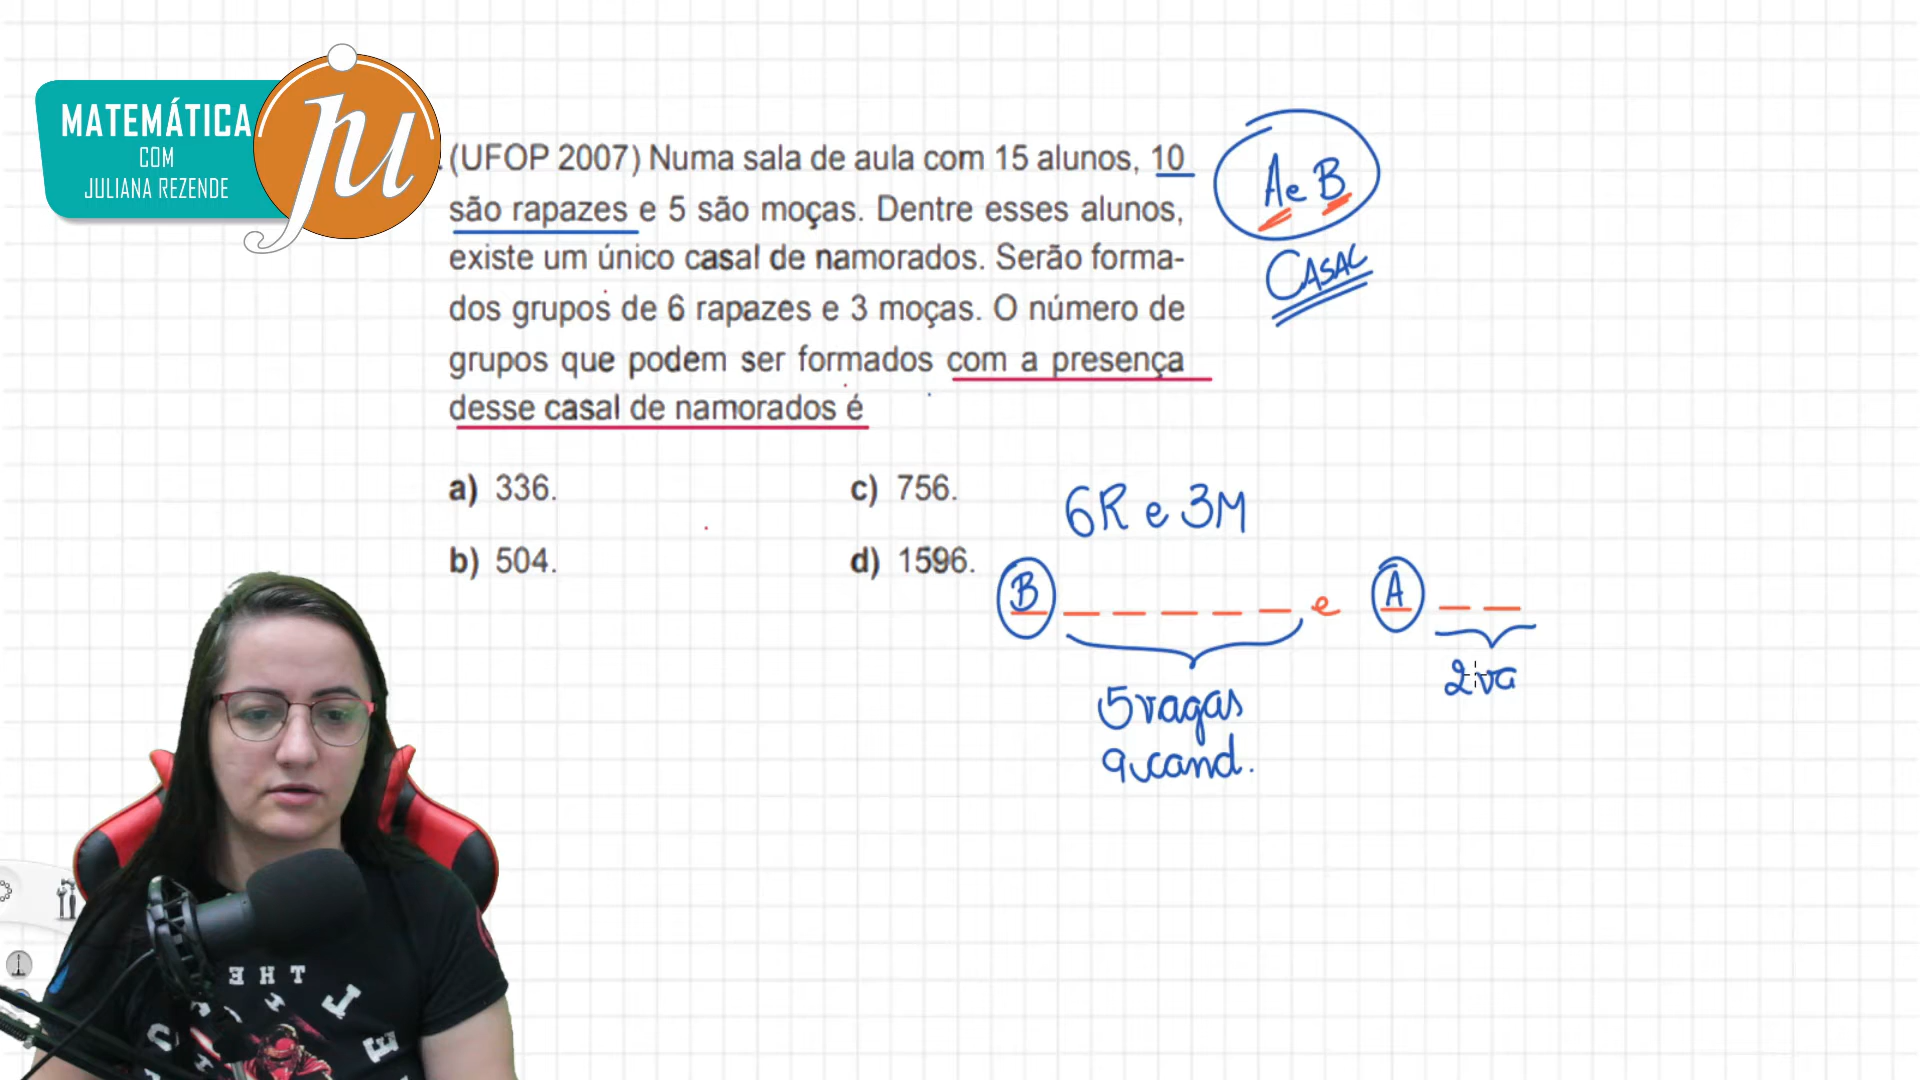 MATEMÁTICA
COM
JULIANA REZENDE
ju
(UFOP 2007) Numa sala de aula com 15 alunos, 10
são rapazes e 5 são moças. Dentre esses alunos,
existe um único casal de namorados. Serão forma-
dos grupos de 6 rapazes e 3 moças. O número de
grupos que podem ser formados com a presença
desse casal de namorados é
A e B
CASAL
a) 336.
c) 756.
b) 504.
d) 1596.
6R e 3M
B _ _ _ _ _ _ e A _ _
5 vagas
9 cand.
2 va
THE